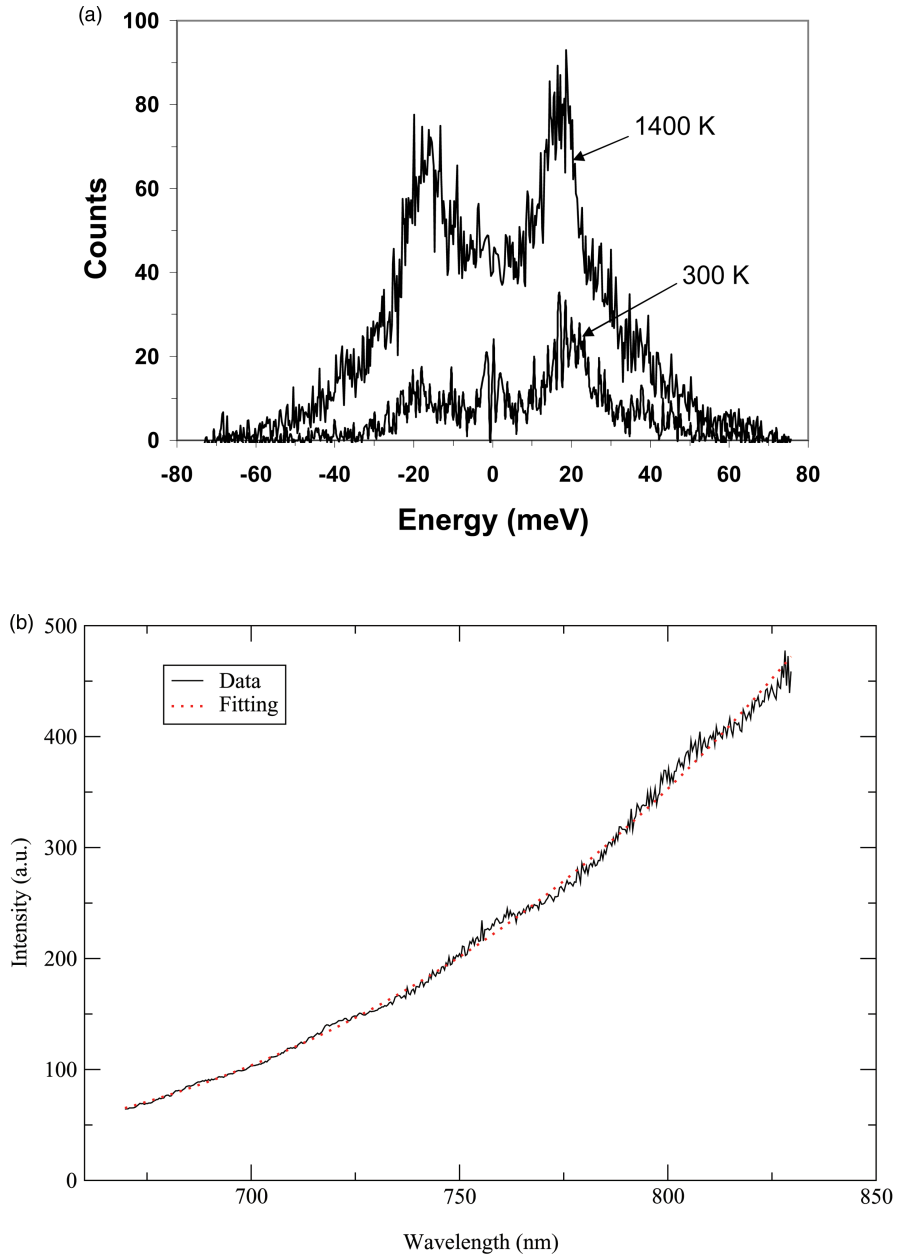 (a)
100
80
60
40
20
0
Counts
1400 K
300 K
-80 -60 -40 -20 0 20 40 60 80
Energy (meV)
(b)
500
400
300
200
100
0
Intensity (a.u.)
Data
Fitting
700 750 800 850
Wavelength (nm)